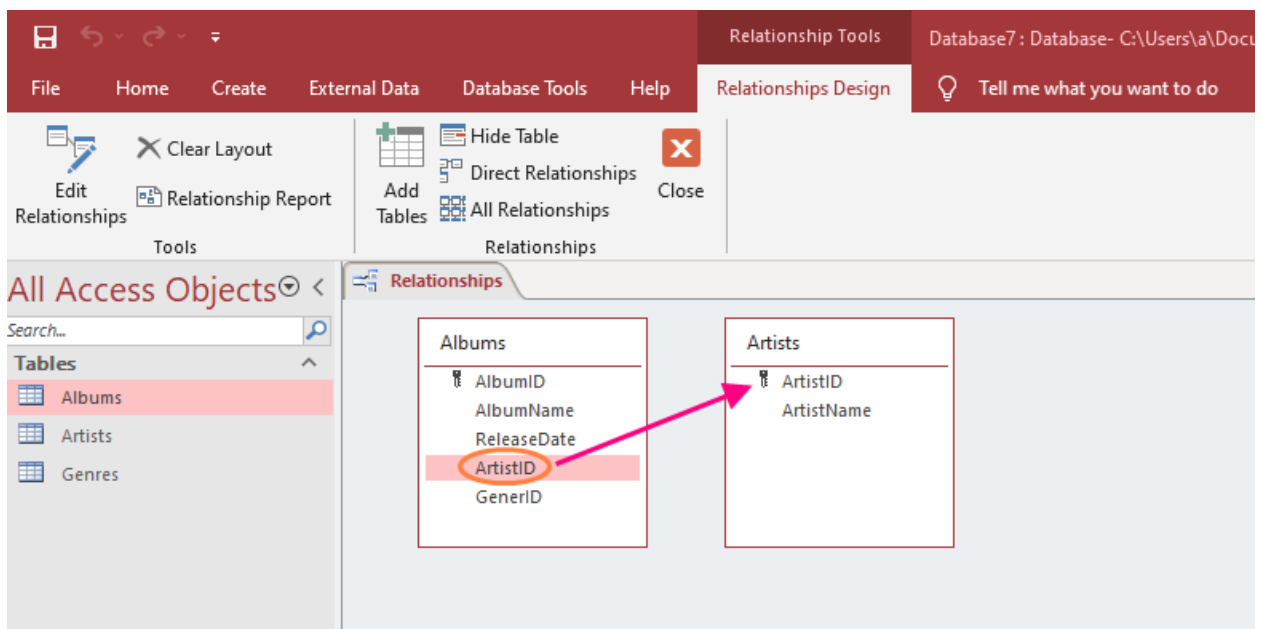 Relationship Tools
Database7 : Database- C:\Users\a\Docu
File Home Create External Data Database Tools Help Relationships Design Tell me what you want to do
Edit Relationships
Clear Layout
Relationship Report
Tools
Add Tables
Hide Table
Direct Relationships
All Relationships
Close
Relationships
All Access Objects
Search...
Tables
Albums
Artists
Genres
Relationships
Albums
AlbumID
AlbumName
ReleaseDate
ArtistID
GenerID
Artists
ArtistID
ArtistName